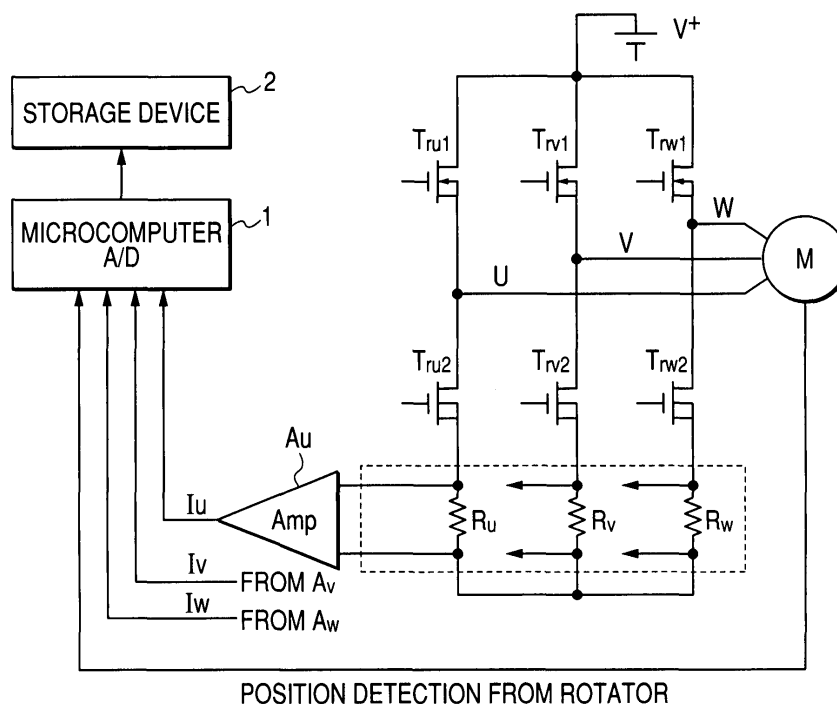 V+
2
STORAGE DEVICE
Tru1
Trv1
Trw1
1
MICROCOMPUTER
A/D
W
V
M
U
Tru2
Trv2
Trw2
Au
Iu
Amp
Ru
Rv
Rw
Iv
FROM Av
Iw
FROM Aw
POSITION DETECTION FROM ROTATOR